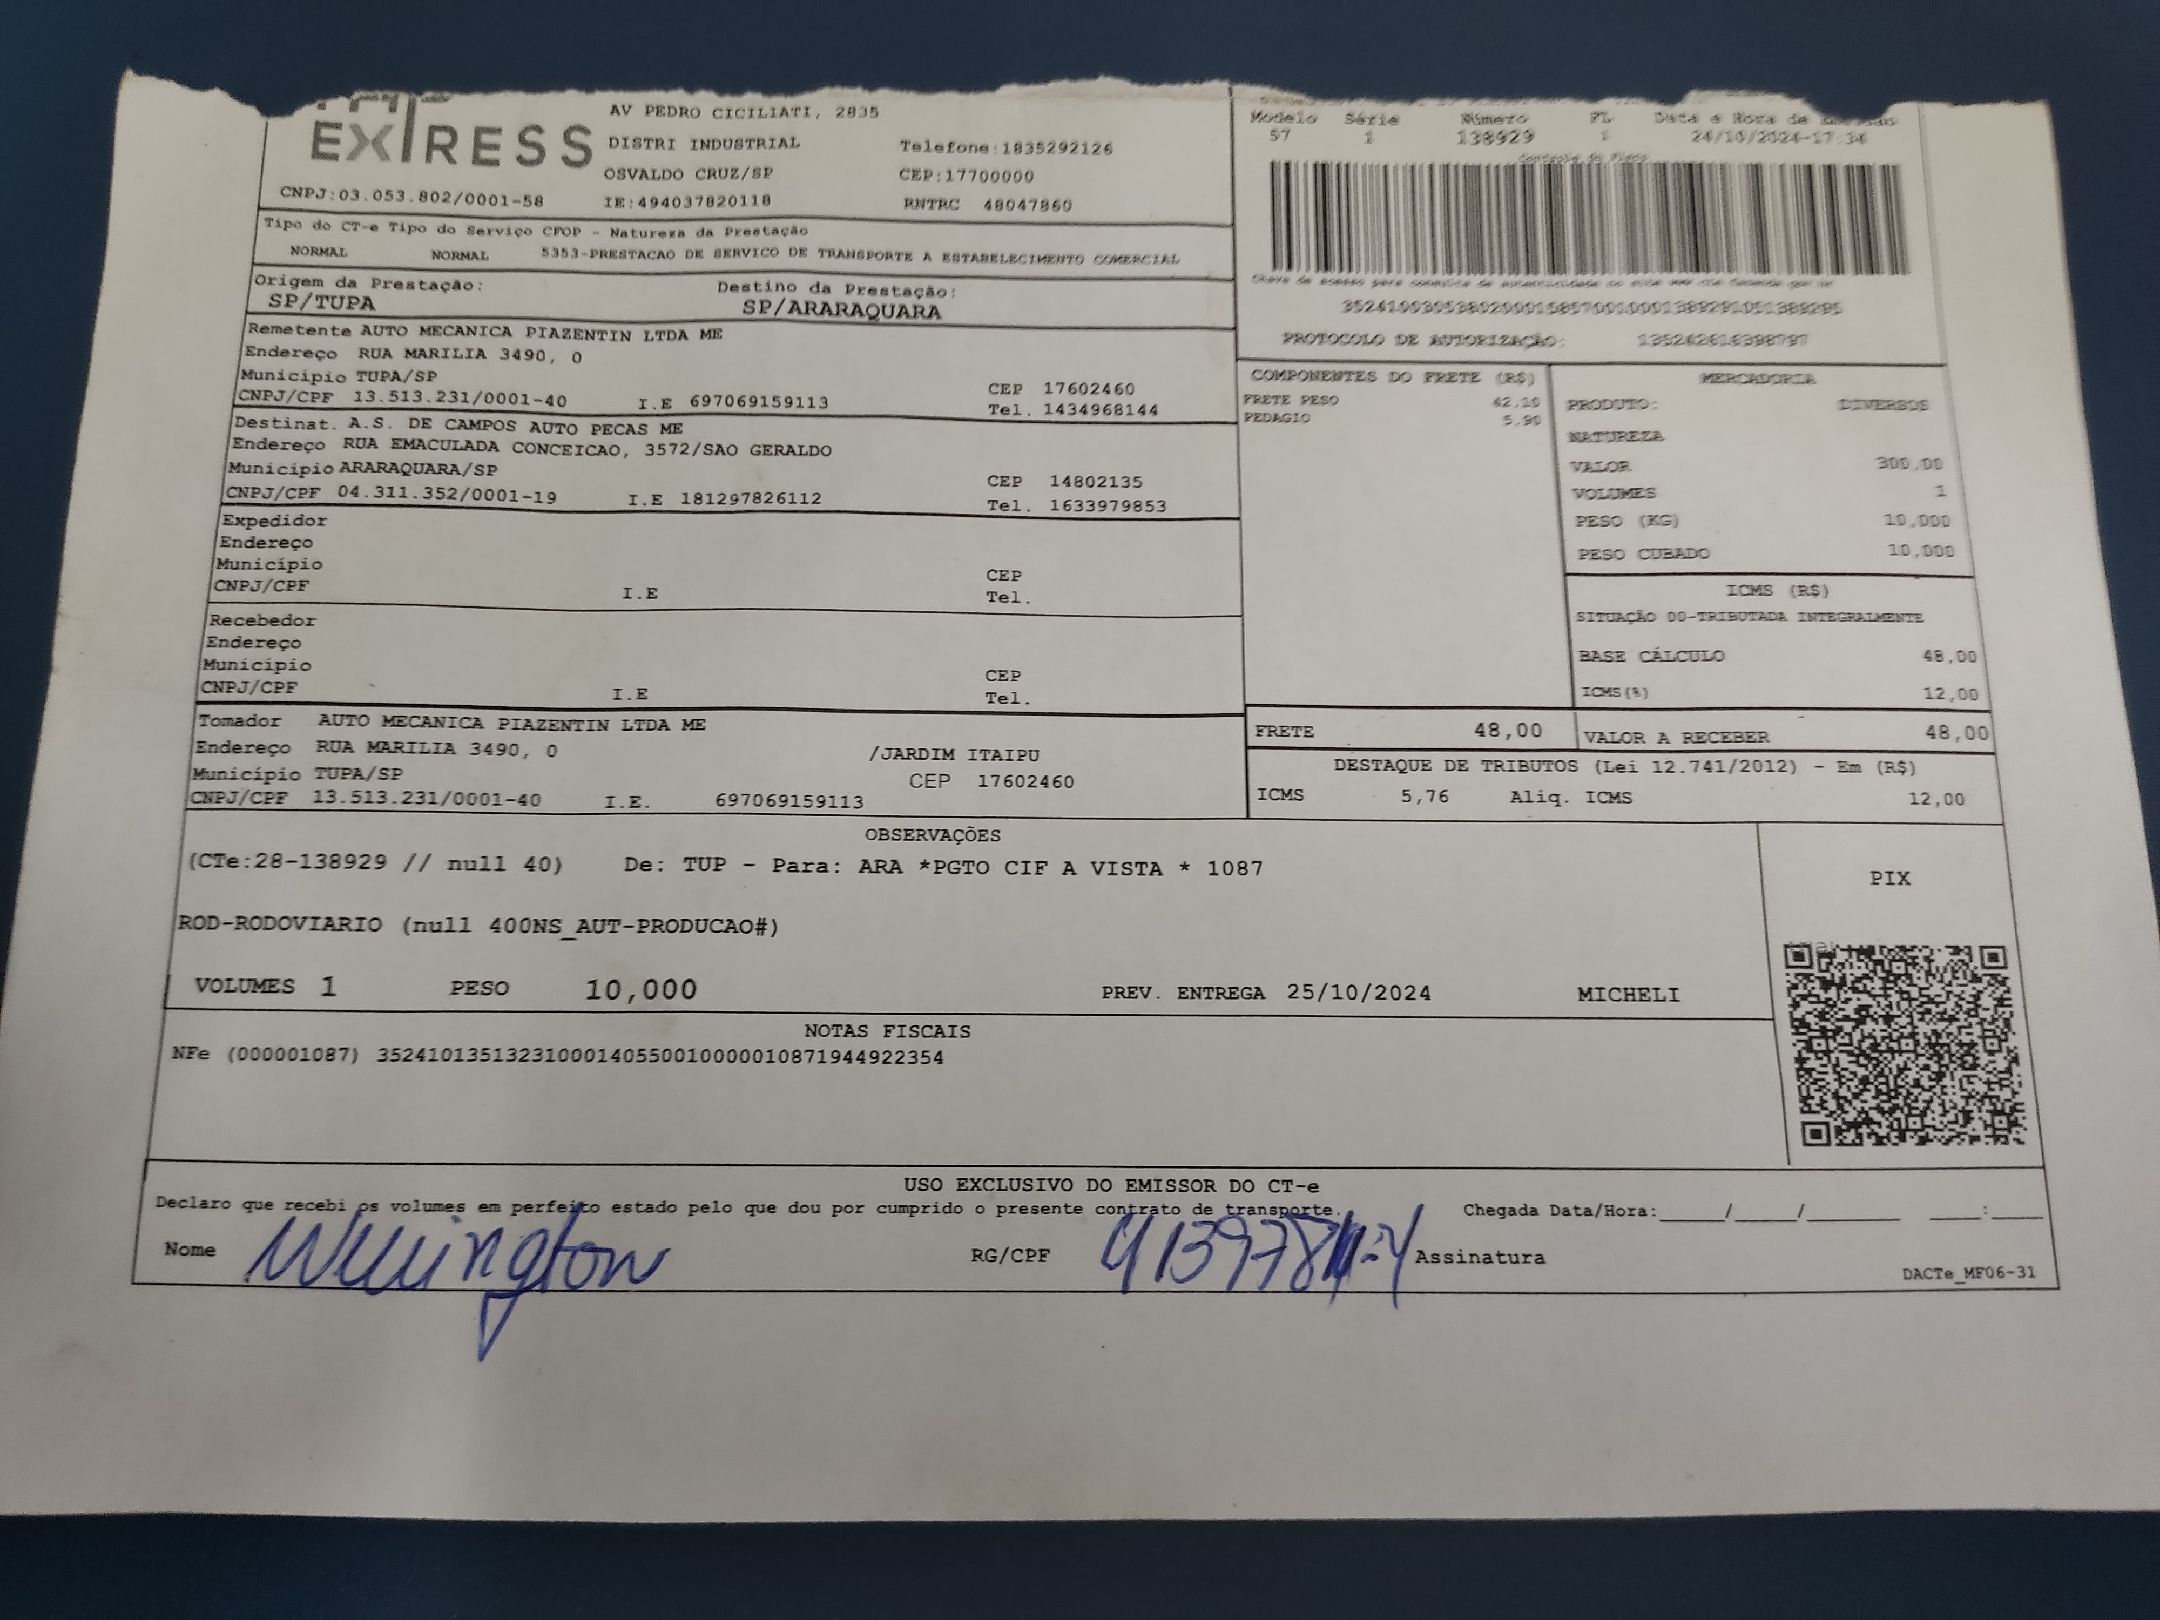 EXPRESS
AV PEDRO CICILIATI, 2835
DISTRI INDUSTRIAL
Telefone:1835292126
OSVALDO CRUZ/SP
CEP:17700000
CNPJ:03.053.802/0001-58
IE:494037820118
RNTRC 48047860
Modelo Série Número FL Data e Hora de
57 1 138929 1 24/10/2024-17:34
Tipo do CT-e Tipo do Serviço CFOP - Natureza da Prestação
NORMAL NORMAL 5353-PRESTACAO DE SERVICO DE TRANSPORTE A ESTABELECIMENTO COMERCIAL
Origem da Prestação: Destino da Prestação:
SP/TUPA SP/ARARAQUARA
PROTOCOLO DE AUTORIZAÇÃO:
Remetente AUTO MECANICA PIAZENTIN LTDA ME
Endereço RUA MARILIA 3490, 0
Município TUPA/SP CEP 17602460
CNPJ/CPF 13.513.231/0001-40 I.E 697069159113 Tel. 1434968144
Destinat. A.S. DE CAMPOS AUTO PECAS ME
Endereço RUA EMACULADA CONCEICAO, 3572/SAO GERALDO
Município ARARAQUARA/SP CEP 14802135
CNPJ/CPF 04.311.352/0001-19 I.E 181297826112 Tel. 1633979853
Expedidor
Endereço
Município CEP
CNPJ/CPF I.E Tel.
Recebedor
Endereço
Município CEP
CNPJ/CPF I.E Tel.
Tomador AUTO MECANICA PIAZENTIN LTDA ME
Endereço RUA MARILIA 3490, 0 /JARDIM ITAIPU
Município TUPA/SP CEP 17602460
CNPJ/CPF 13.513.231/0001-40 I.E. 697069159113
COMPONENTES DO FRETE (R$)
FRETE PESO 42,10
PEDAGIO 5,90
MERCADORIA
PRODUTO: DIVERSOS
NATUREZA
VALOR 300,00
VOLUMES 1
PESO (KG) 10,000
PESO CUBADO 10,000
ICMS (R$)
SITUAÇÃO 00-TRIBUTADA INTEGRALMENTE
BASE CÁLCULO 48,00
ICMS(%) 12,00
FRETE 48,00 VALOR A RECEBER 48,00
DESTAQUE DE TRIBUTOS (Lei 12.741/2012) - Em (R$)
ICMS 5,76 Aliq. ICMS 12,00
OBSERVAÇÕES
(CTe:28-138929 // null 40) De: TUP - Para: ARA *PGTO CIF A VISTA * 1087
PIX
ROD-RODOVIARIO (null 400NS_AUT-PRODUCAO#)
VOLUMES 1 PESO 10,000 PREV. ENTREGA 25/10/2024 MICHELI
NOTAS FISCAIS
NFe (000001087) 35241013513231000140550010000010871944922354
USO EXCLUSIVO DO EMISSOR DO CT-e
Declaro que recebi os volumes em perfeito estado pelo que dou por cumprido o presente contrato de transporte. Chegada Data/Hora:_____/_____/________ ____:____
Nome Wellington RG/CPF Assinatura
DACTe_MF06-31